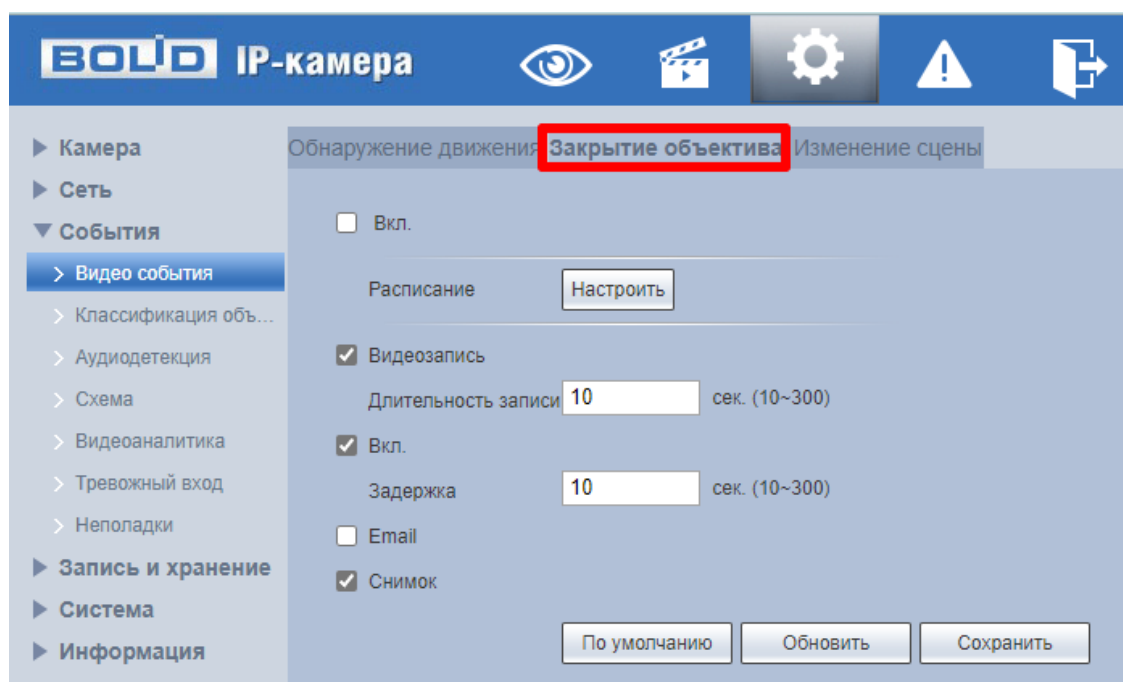 BOLID IP-камера
Камера
Сеть
События
Видео события
Классификация объ...
Аудиодетекция
Схема
Видеоаналитика
Тревожный вход
Неполадки
Запись и хранение
Система
Информация
Обнаружение движения Закрытие объектива Изменение сцены
Вкл.
Расписание Настроить
Видеозапись
Длительность записи 10 сек. (10~300)
Вкл.
Задержка 10 сек. (10~300)
Email
Снимок
По умолчанию Обновить Сохранить